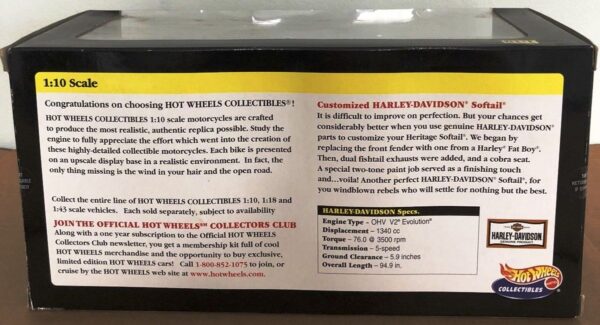 1:10 Scale
Congratulations on choosing HOT WHEELS COLLECTIBLES®!
HOT WHEELS COLLECTIBLES 1:10 scale motorcycles are crafted
to produce the most realistic, authentic replica possible. Study the
engine to fully appreciate the effort which went into the creation of
these highly-detailed collectible motorcycles. Each bike is presented
on an upscale display base in a realistic environment. In fact, the
only thing missing is the wind in your hair and the open road.
Collect the entire line of HOT WHEELS COLLECTIBLES 1:10, 1:18 and
1:43 scale vehicles. Each sold separately, subject to availability
JOIN THE OFFICIAL HOT WHEELS℠ COLLECTORS CLUB
Along with a one year subscription to the Official HOT WHEELS
Collectors Club newsletter, you get a membership kit full of cool
HOT WHEELS merchandise and the opportunity to buy exclusive,
limited edition HOT WHEELS cars! Call 1-800-852-1075 to join, or
cruise by the HOT WHEELS web site at www.hotwheels.com.
Customized HARLEY-DAVIDSON® Softail®
It is difficult to improve on perfection. But your chances get
considerably better when you use genuine HARLEY-DAVIDSON®
parts to customize your Heritage Softail®. We began by
replacing the front fender with one from a Harley® Fat Boy®.
Then, dual fishtail exhausts were added, and a cobra seat.
A special two-tone paint job served as a finishing touch
and...voila! Another perfect HARLEY-DAVIDSON® Softail®, for
you windblown rebels who will settle for nothing but the best.
HARLEY-DAVIDSON Specs.
Engine Type - OHV V2® Evolution®
Displacement – 1340 cc
Torque – 76.0 @ 3500 rpm
Transmission – 5-speed
Ground Clearance – 5.9 inches
Overall Length – 94.9 in.
HARLEY-DAVIDSON
GENUINE PRODUCT
Hot Wheels
COLLECTIBLES